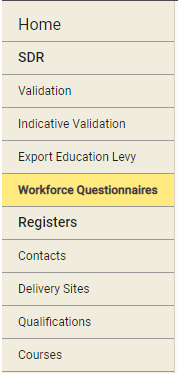 Home
SDR
Validation
Indicative Validation
Export Education Levy
Workforce Questionnaires
Registers
Contacts
Delivery Sites
Qualifications
Courses